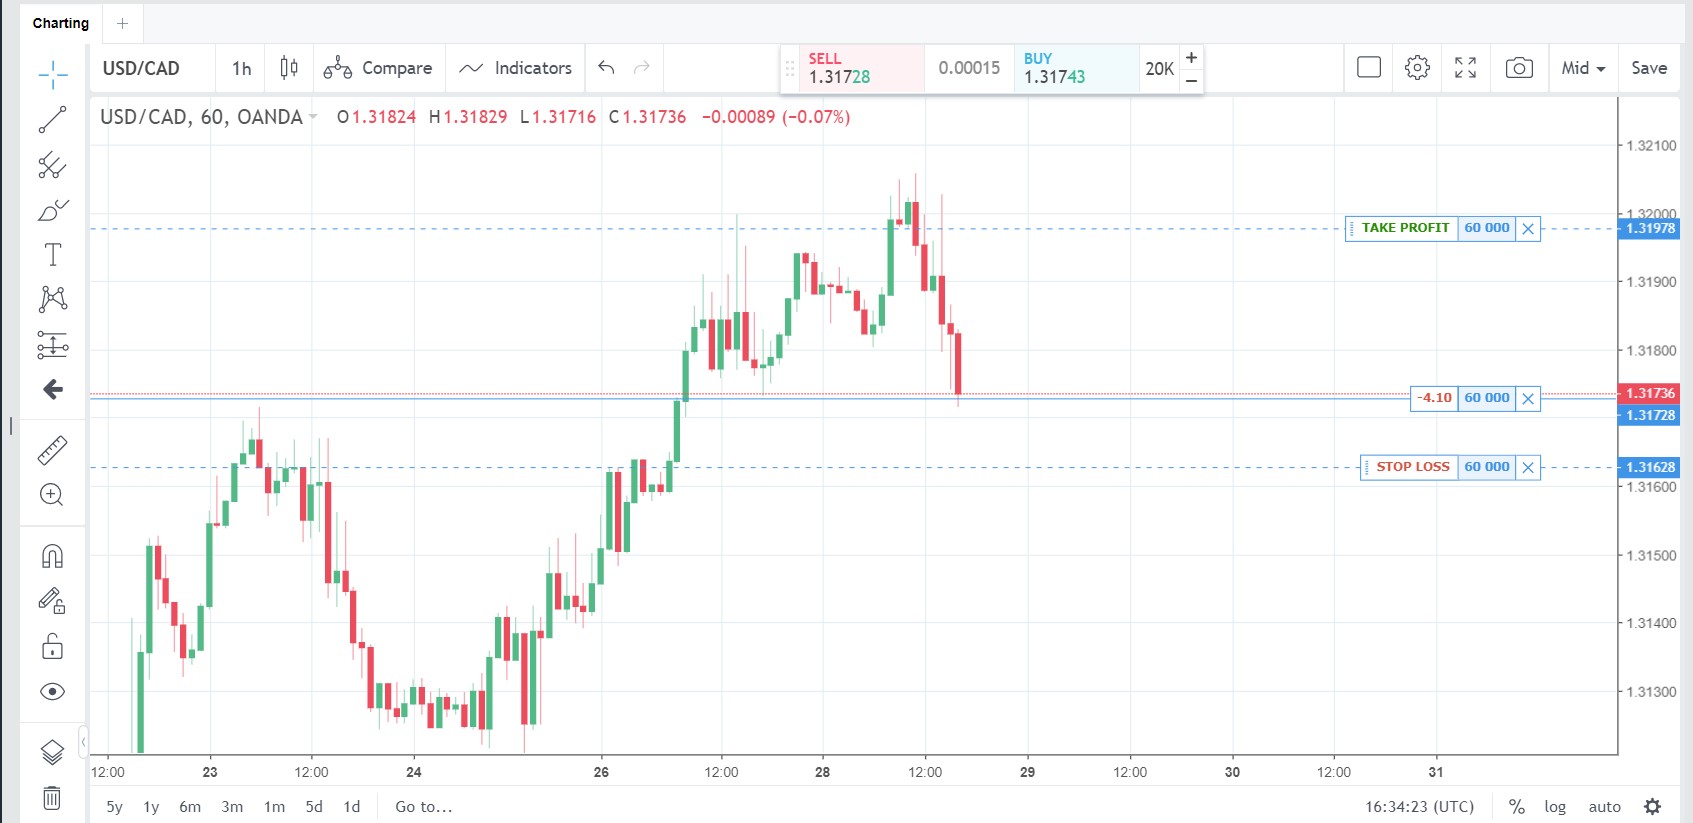 Charting +
USD/CAD 1h Compare Indicators SELL 1.31728 0.00015 BUY 1.31743 20K + − Mid Save
USD/CAD, 60, OANDA O1.31824 H1.31829 L1.31716 C1.31736 −0.00089 (−0.07%)
1.32100
1.32000
TAKE PROFIT 60 000 1.31978
1.31900
1.31800
1.31736
-4.10 60 000
1.31728
STOP LOSS 60 000 1.31628
1.31600
1.31500
1.31400
1.31300
12:00 23 12:00 24 26 12:00 28 12:00 29 12:00 30 12:00 31
5y 1y 6m 3m 1m 5d 1d Go to... 16:34:23 (UTC) % log auto